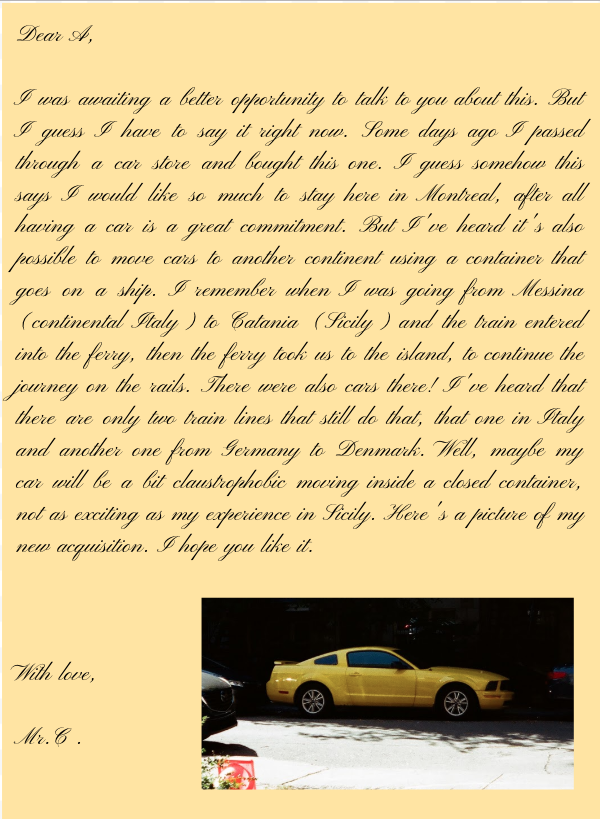 Dear A,
I was awaiting a better opportunity to talk to you about this. But
I guess I have to say it right now. Some days ago I passed
through a car store and bought this one. I guess somehow this
says I would like so much to stay here in Montreal, after all
having a car is a great commitment. But I've heard it's also
possible to move cars to another continent using a container that
goes on a ship. I remember when I was going from Messina
(continental Italy ) to Catania (Sicily ) and the train entered
into the ferry, then the ferry took us to the island, to continue the
journey on the rails. There were also cars there! I've heard that
there are only two train lines that still do that, that one in Italy
and another one from Germany to Denmark. Well, maybe my
car will be a bit claustrophobic moving inside a closed container,
not as exciting as my experience in Sicily. Here's a picture of my
new acquisition. I hope you like it.
With love,
Mr.C .